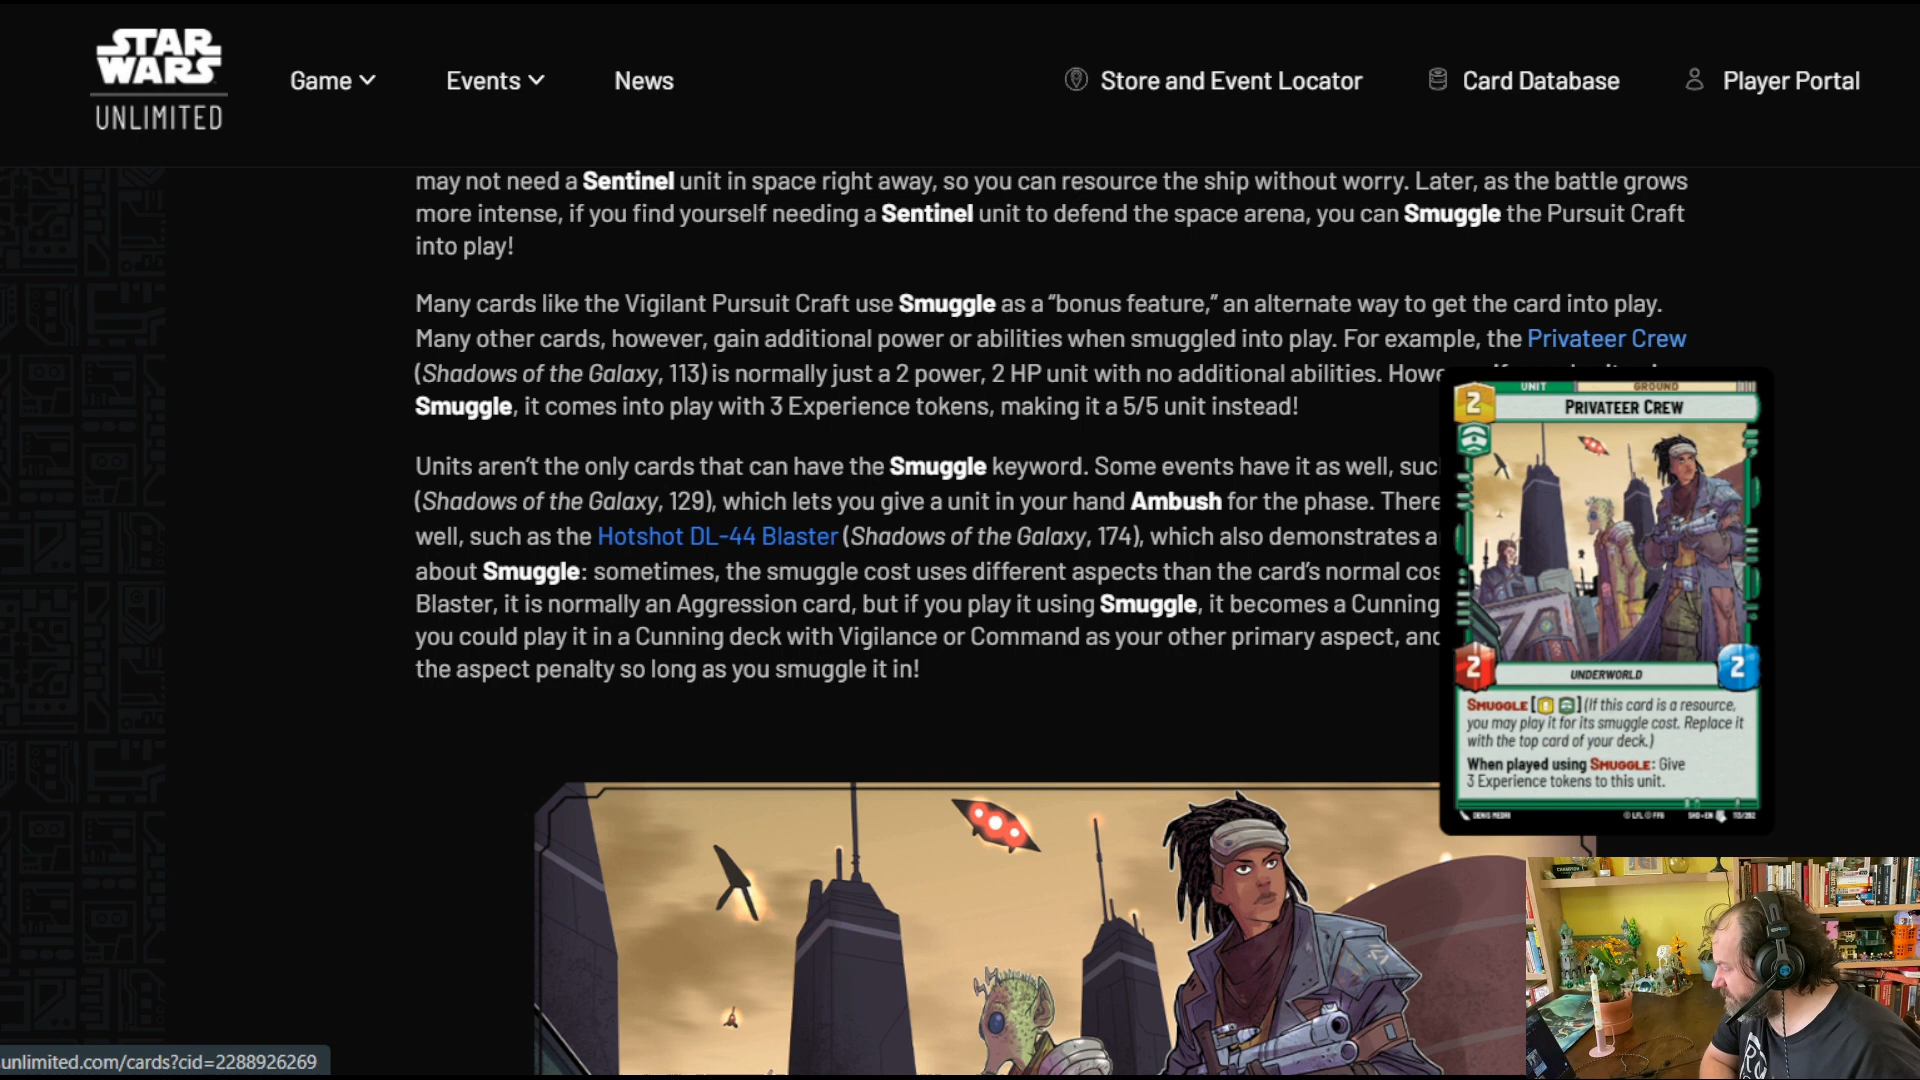 STAR
WARS
UNLIMITED
Game
Events
News
Store and Event Locator
Card Database
Player Portal
may not need a Sentinel unit in space right away, so you can resource the ship without worry. Later, as the battle grows
more intense, if you find yourself needing a Sentinel unit to defend the space arena, you can Smuggle the Pursuit Craft
into play!
Many cards like the Vigilant Pursuit Craft use Smuggle as a “bonus feature,” an alternate way to get the card into play.
Many other cards, however, gain additional power or abilities when smuggled into play. For example, the Privateer Crew
(Shadows of the Galaxy, 113) is normally just a 2 power, 2 HP unit with no additional abilities.
Smuggle, it comes into play with 3 Experience tokens, making it a 5/5 unit instead!
Units aren’t the only cards that can have the Smuggle keyword. Some events have it as well,
(Shadows of the Galaxy, 129), which lets you give a unit in your hand Ambush for the phase. There
well, such as the Hotshot DL-44 Blaster (Shadows of the Galaxy, 174), which also demonstrates
about Smuggle: sometimes, the smuggle cost uses different aspects than the card’s normal
Blaster, it is normally an Aggression card, but if you play it using Smuggle, it becomes a Cunning
you could play it in a Cunning deck with Vigilance or Command as your other primary aspect,
the aspect penalty so long as you smuggle it in!
UNIT
GROUND
2
PRIVATEER CREW
2
2
UNDERWORLD
SMUGGLE [ ] (If this card is a resource,
you may play it for its smuggle cost. Replace it
with the top card of your deck.)
When played using SMUGGLE: Give
3 Experience tokens to this unit.
DENIS MEDRI
CHAMPION
unlimited.com/cards?cid=2288926269